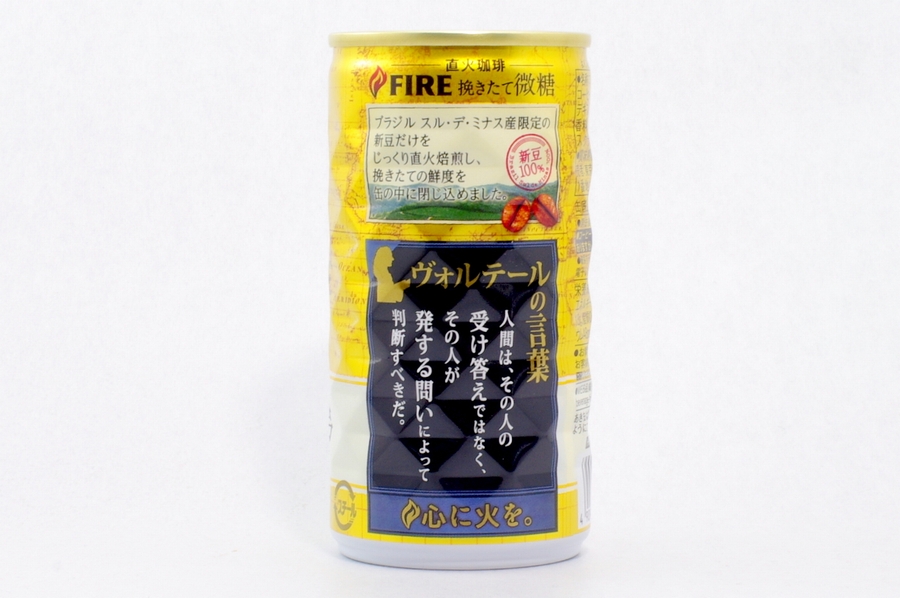 直火珈琲
FIRE 挽きたて微糖
ブラジル スル・デ・ミナス産限定の
新豆だけを
じっくり直火焙煎し、
挽きたての鮮度を
缶の中に閉じ込めました。
新豆
100%
ヴォルテールの言葉
人間は、その人の
受け答えではなく、
その人が
発する問いによって
判断すべきだ。
心に火を。
スチール